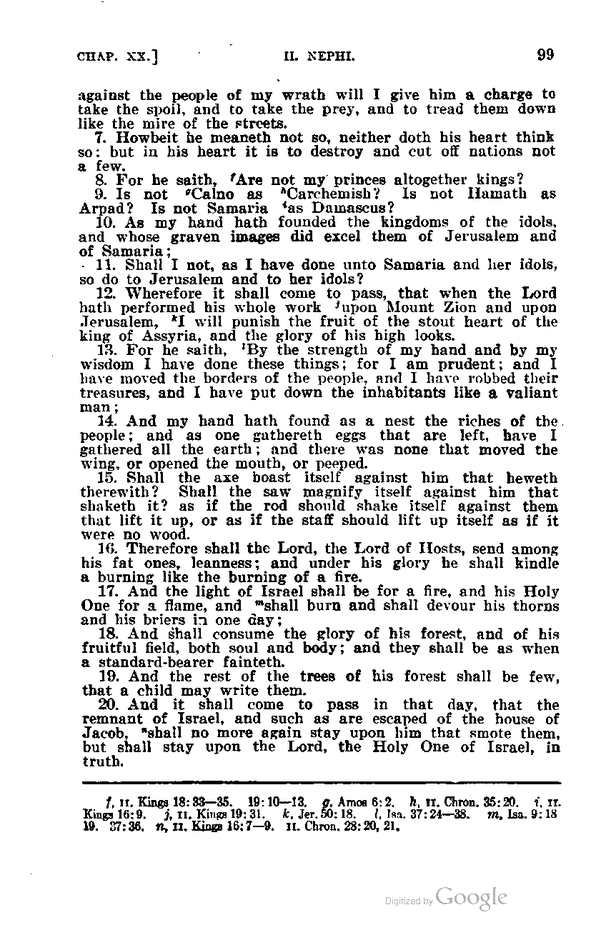 CHAP. XX.] II. NEPHI. 99
against the people of my wrath will I give him a charge to
take the spoil, and to take the prey, and to tread them down
like the mire of the streets.
7. Howbeit he meaneth not so, neither doth his heart think
so: but in his heart it is to destroy and cut off nations not
a few.
8. For he saith, fAre not my princes altogether kings?
9. Is not gCalno as hCarchemish? Is not Hamath as
Arpad? Is not Samaria ias Damascus?
10. As my hand hath founded the kingdoms of the idols,
and whose graven images did excel them of Jerusalem and
of Samaria;
11. Shall I not, as I have done unto Samaria and her idols,
so do to Jerusalem and to her idols?
12. Wherefore it shall come to pass, that when the Lord
hath performed his whole work jupon Mount Zion and upon
Jerusalem, kI will punish the fruit of the stout heart of the
king of Assyria, and the glory of his high looks.
13. For he saith, lBy the strength of my hand and by my
wisdom I have done these things; for I am prudent; and I
have moved the borders of the people, and I have robbed their
treasures, and I have put down the inhabitants like a valiant
man;
14. And my hand hath found as a nest the riches of the
people; and as one gathereth eggs that are left, have I
gathered all the earth; and there was none that moved the
wing, or opened the mouth, or peeped.
15. Shall the axe boast itself against him that heweth
therewith? Shall the saw magnify itself against him that
shaketh it? as if the rod should shake itself against them
that lift it up, or as if the staff should lift up itself as if it
were no wood.
16. Therefore shall the Lord, the Lord of Hosts, send among
his fat ones, leanness; and under his glory he shall kindle
a burning like the burning of a fire.
17. And the light of Israel shall be for a fire, and his Holy
One for a flame, and mshall burn and shall devour his thorns
and his briers in one day;
18. And shall consume the glory of his forest, and of his
fruitful field, both soul and body; and they shall be as when
a standard-bearer fainteth.
19. And the rest of the trees of his forest shall be few,
that a child may write them.
20. And it shall come to pass in that day, that the
remnant of Israel, and such as are escaped of the house of
Jacob, nshall no more again stay upon him that smote them,
but shall stay upon the Lord, the Holy One of Israel, in
truth.
f, II. Kings 18:33—35. 19:10—13. g, Amos 6:2. h, II. Chron. 35:20. i, II.
Kings 16:9. j, II. Kings 19:31. k, Jer. 50:18. l, Isa. 37:24—38. m, Isa. 9:18
19. 37:36. n, II. Kings 16:7—9. II. Chron. 28:20, 21.
Digitized by Google